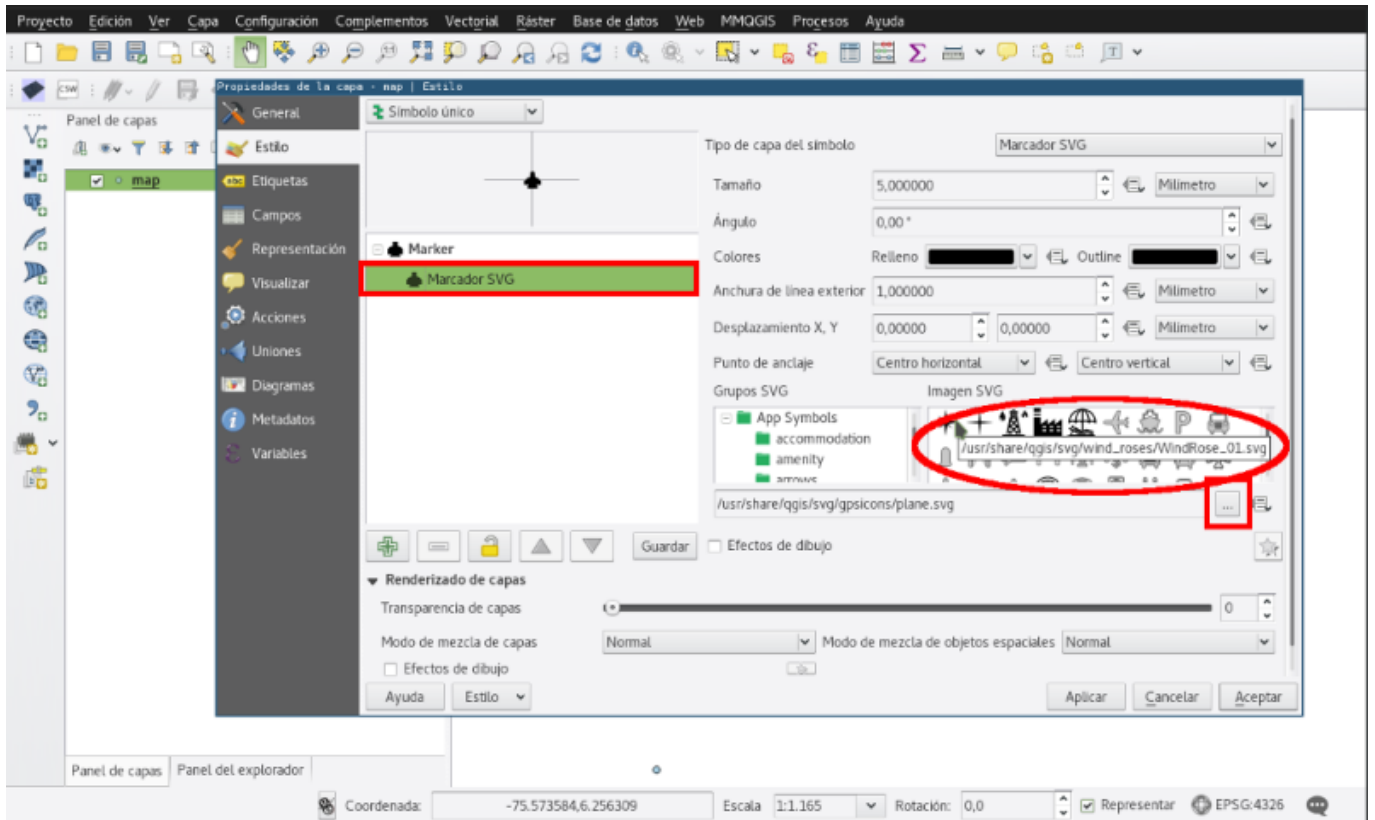 Proyecto Edición Ver Capa Configuración Complementos Vectorial Ráster Base de datos Web MMQGIS Procesos Ayuda
CSW
Propiedades de la capa - map | Estilo
Panel de capas
map
General
Estilo
abc Etiquetas
Campos
Representación
Visualizar
Acciones
Uniones
Diagramas
Metadatos
Variables
Símbolo único
Marker
Marcador SVG
Tipo de capa del símbolo Marcador SVG
Tamaño 5,000000 Milímetro
Ángulo 0,00 °
Colores Relleno Outline
Anchura de línea exterior 1,000000 Milímetro
Desplazamiento X, Y 0,00000 0,00000 Milímetro
Punto de anclaje Centro horizontal Centro vertical
Grupos SVG Imagen SVG
App Symbols
accommodation
amenity
arrows
/usr/share/qgis/svg/wind_roses/WindRose_01.svg
/usr/share/qgis/svg/gpsicons/plane.svg ...
Guardar
Efectos de dibujo
Renderizado de capas
Transparencia de capas 0
Modo de mezcla de capas Normal Modo de mezcla de objetos espaciales Normal
Efectos de dibujo
Ayuda Estilo Aplicar Cancelar Aceptar
Panel de capas Panel del explorador
Coordenada: -75.573584,6.256309 Escala 1:1.165 Rotación: 0,0 Representar EPSG:4326